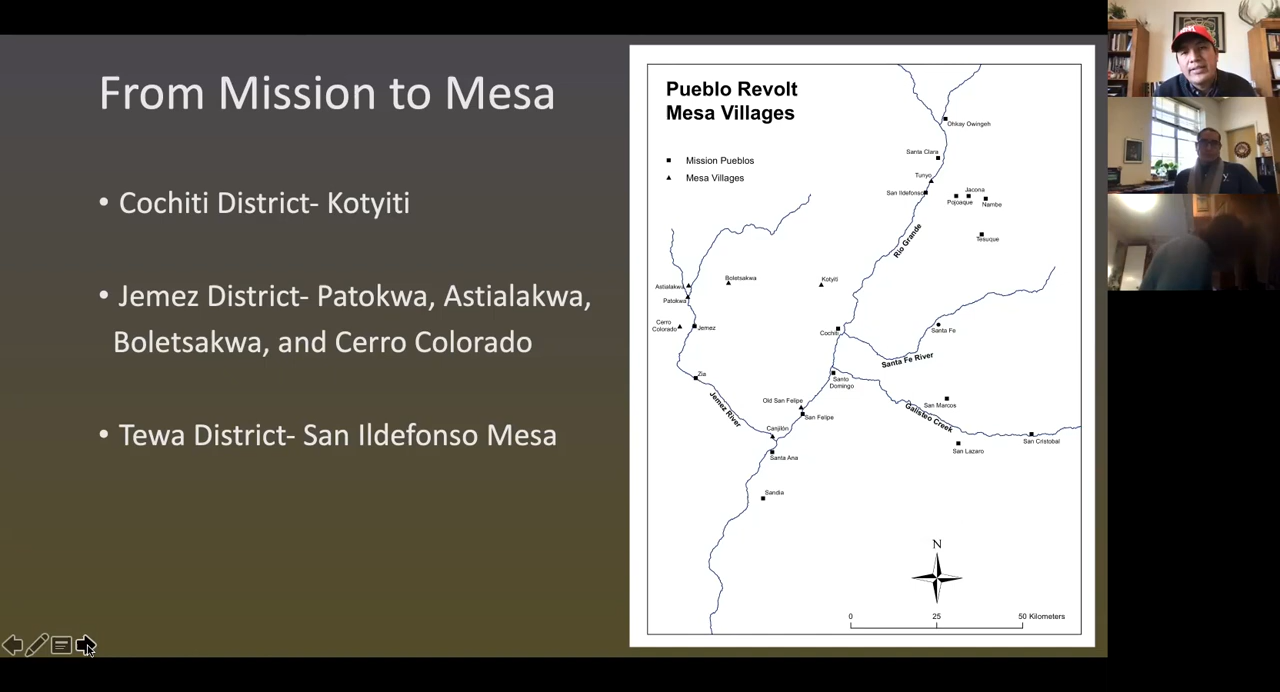 From Mission to Mesa
• Cochiti District- Kotyiti
• Jemez District- Patokwa, Astialakwa,
Boletsakwa, and Cerro Colorado
• Tewa District- San Ildefonso Mesa
Pueblo Revolt
Mesa Villages
Mission Pueblos
Mesa Villages
Ohkay Owingeh
Santa Clara
Tunyo
San Ildefonso
Jacona
Pojoaque
Nambe
Tesuque
Rio Grande
Boletsakwa
Kotyiti
Astialakwa
Patokwa
Cerro
Colorado
Jemez
Cochiti
Santa Fe
Santa Fe River
Zia
Santo
Domingo
Jemez River
Old San Felipe
San Felipe
San Marcos
Galisteo Creek
Canjilón
San Cristobal
San Lazaro
Santa Ana
Sandia
N
0 25 50 Kilometers